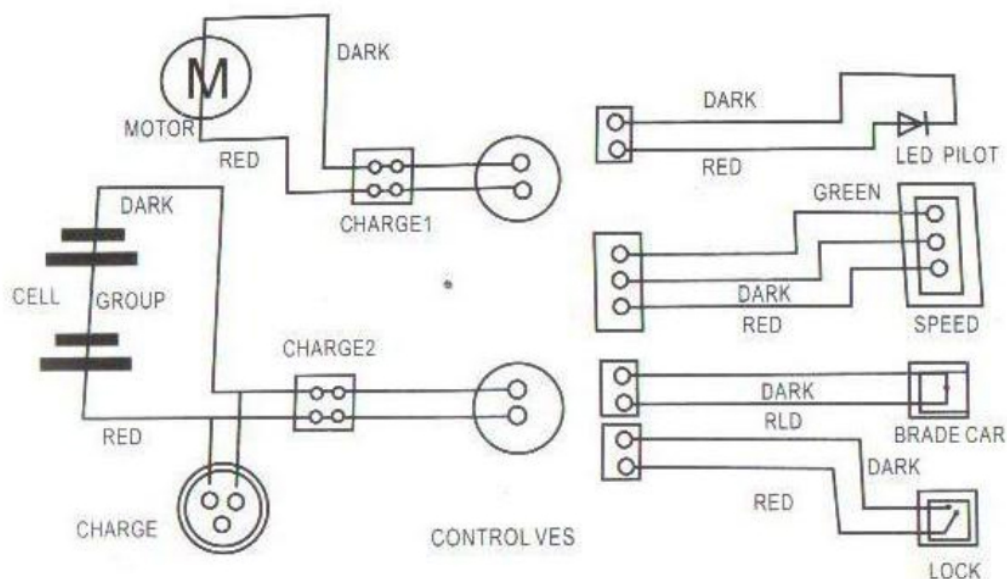 M
DARK
MOTOR
RED
CHARGE1
DARK
CELL GROUP
CHARGE2
RED
CHARGE
CONTROL VES
DARK
RED
LED PILOT
GREEN
DARK
RED
SPEED
DARK
RLD
BRADE CAR
DARK
RED
LOCK